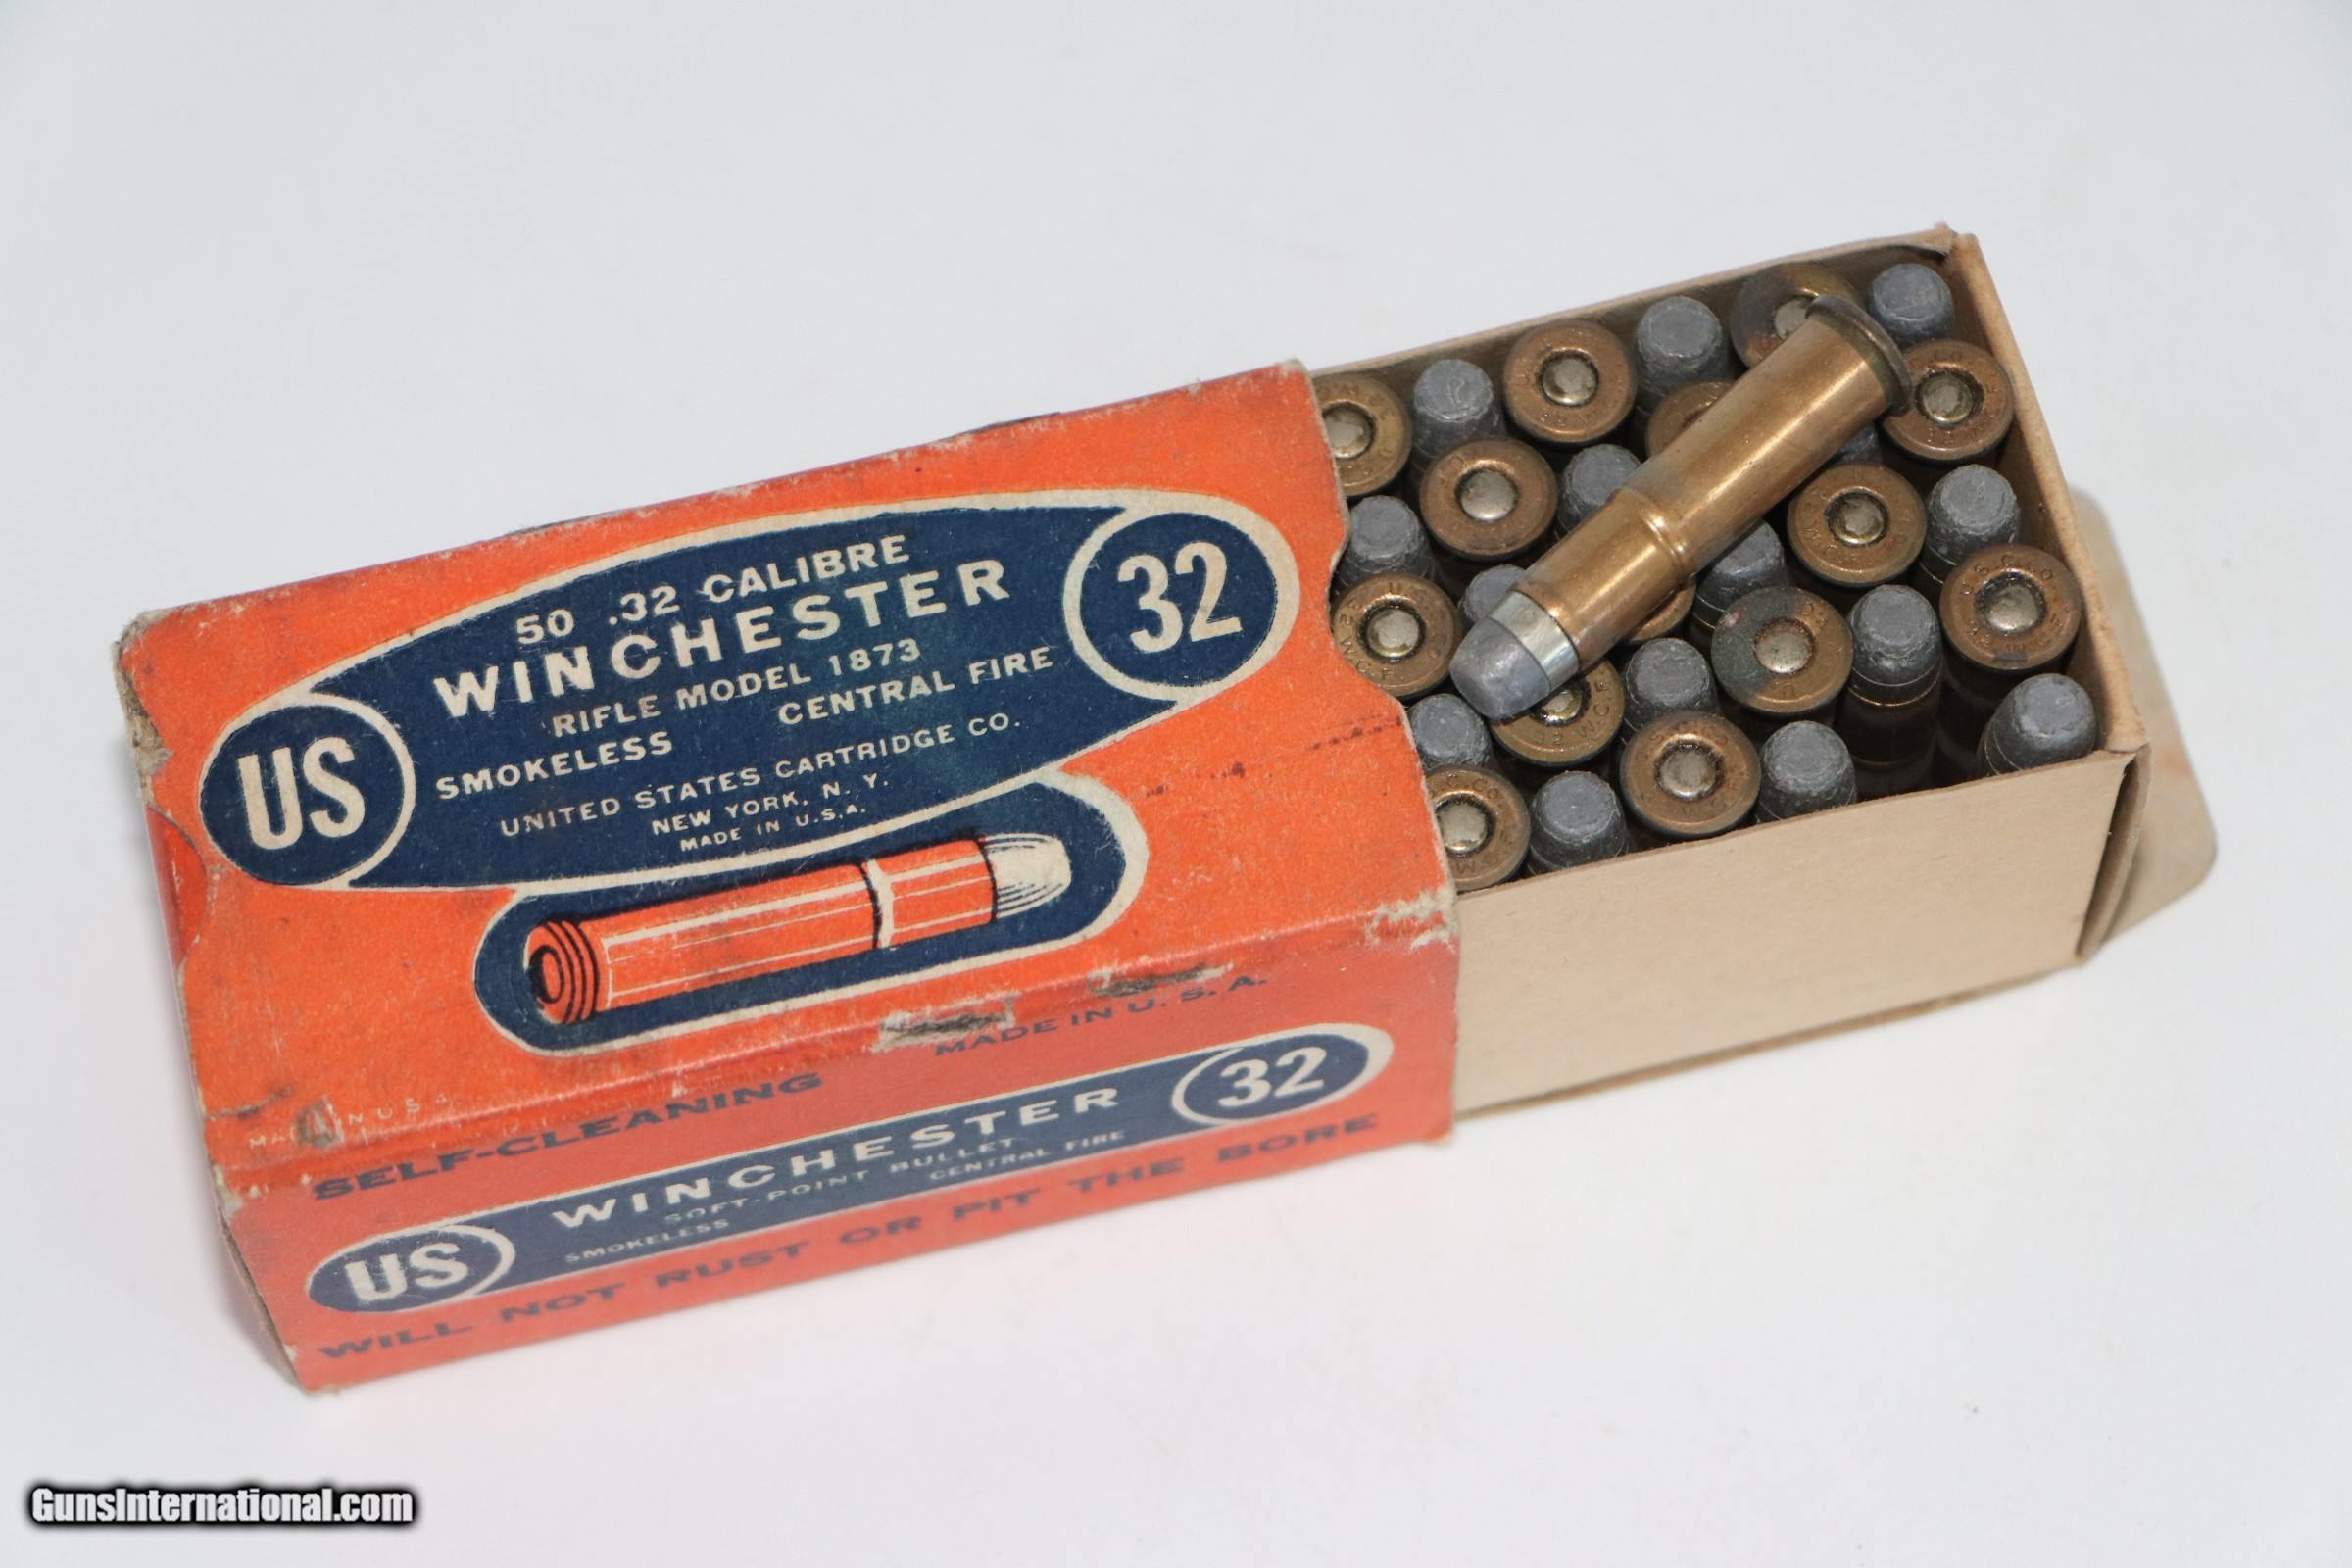 50 .32 CALIBRE
WINCHESTER
RIFLE MODEL 1873
SMOKELESS CENTRAL FIRE
UNITED STATES CARTRIDGE CO.
NEW YORK, N. Y.
MADE IN U.S.A.
US
32
MADE IN U. S. A.
SELF-CLEANING
WINCHESTER
SOFT-POINT BULLET
SMOKELESS CENTRAL FIRE
US
32
WILL NOT RUST OR PIT THE BORE
GunsInternational.com